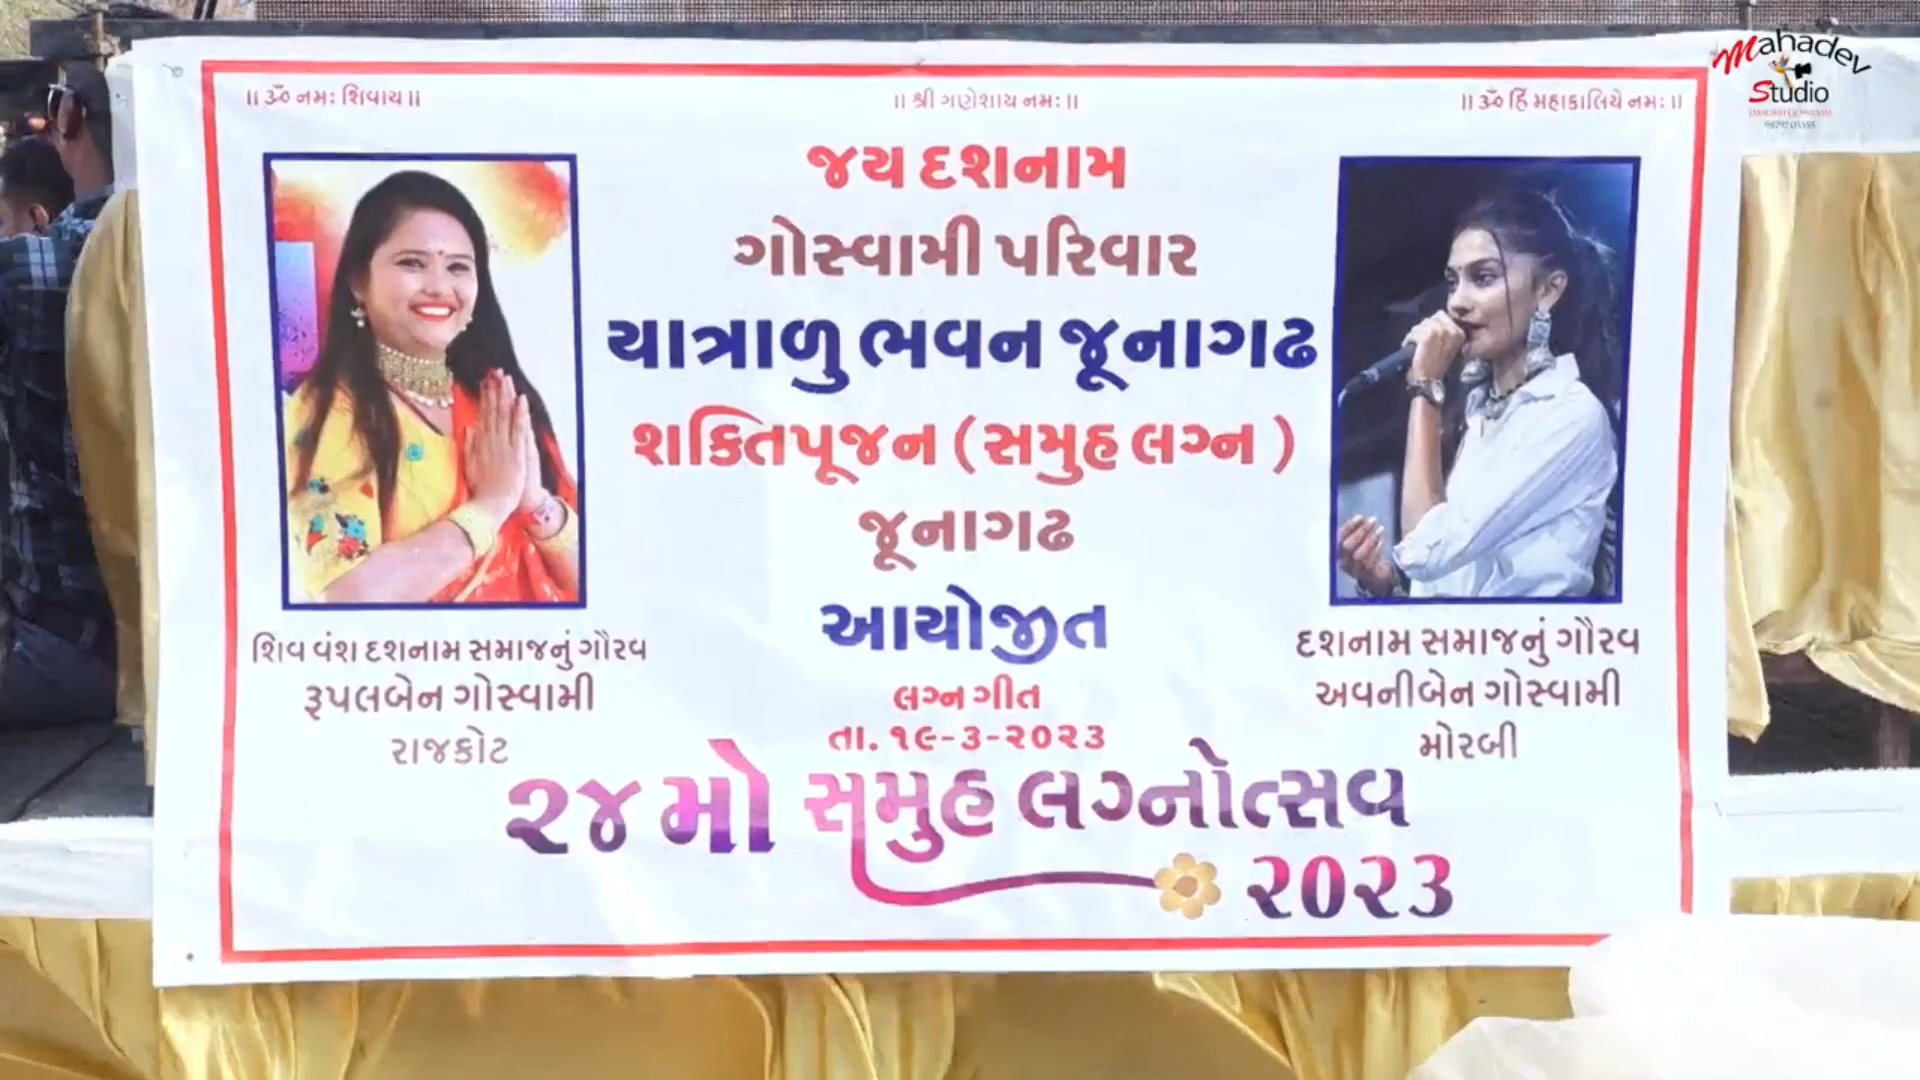 ॥ ૐ નમઃ શિવાય ॥
॥ શ્રી ગણેશાય નમઃ ॥
॥ ૐ હિં મહાકાલિયે નમઃ ॥
Mahadev
Studio
જય દશનામ
ગોસ્વામી પરિવાર
યાત્રાળુ ભવન જૂનાગઢ
શક્તિપૂજન ( સમુહ લગ્ન )
જૂનાગઢ
આયોજીત
લગ્ન ગીત
તા. ૧૯-૩-૨૦૨૩
શિવ વંશ દશનામ સમાજનું ગૌરવ
રૂપલબેન ગોસ્વામી
રાજકોટ
દશનામ સમાજનું ગૌરવ
અવનીબેન ગોસ્વામી
મોરબી
૨૪ મો સમુહ લગ્નોત્સવ
૨૦૨૩